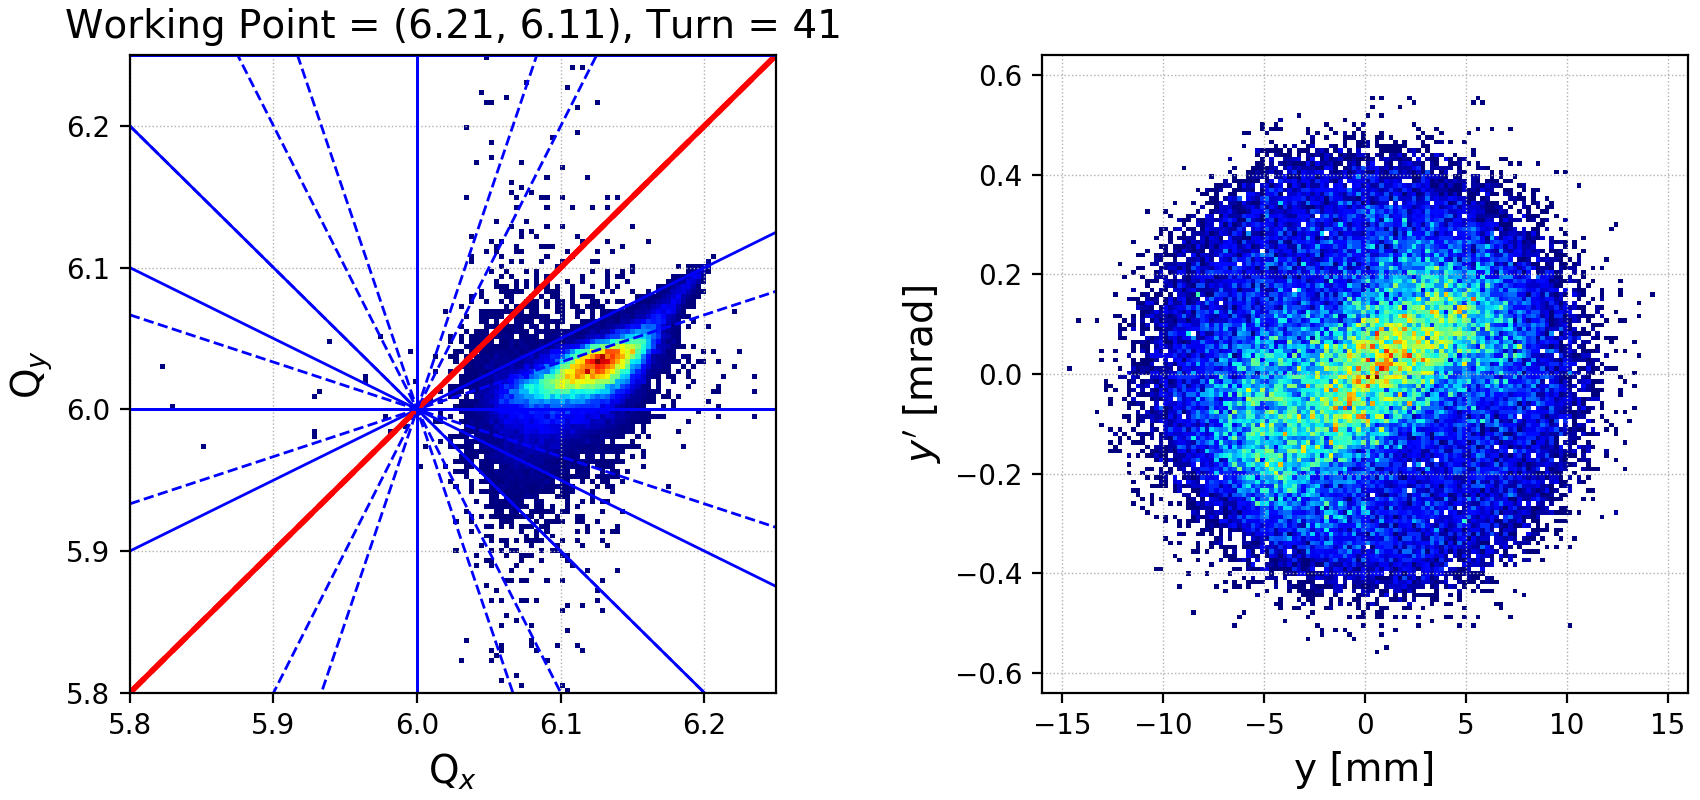 Working Point = (6.21, 6.11), Turn = 41
6.2
6.1
6.0
5.9
5.8
Q_y
5.8 5.9 6.0 6.1 6.2
Q_x
0.6
0.4
0.2
0.0
−0.2
−0.4
−0.6
y′ [mrad]
−15 −10 −5 0 5 10 15
y [mm]